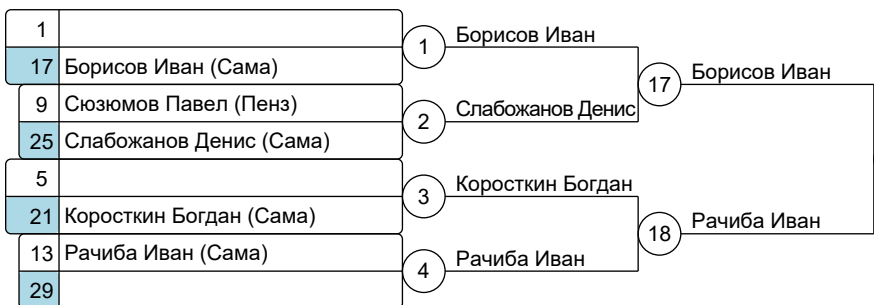 1
17 Борисов Иван (Сама)
1 Борисов Иван
9 Сюзюмов Павел (Пенз)
25 Слабожанов Денис (Сама)
2 Слабожанов Денис
17 Борисов Иван
5
21 Коросткин Богдан (Сама)
3 Коросткин Богдан
13 Рачиба Иван (Сама)
29
4 Рачиба Иван
18 Рачиба Иван